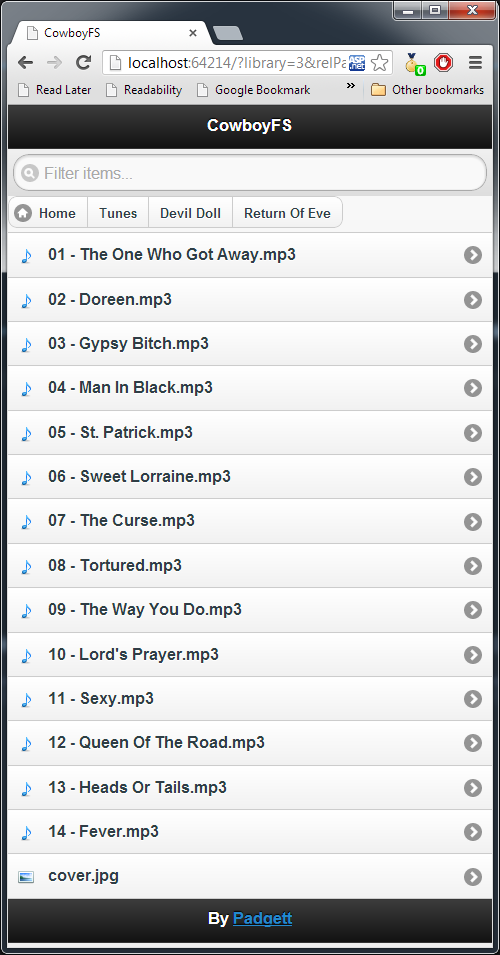 CowboyFS
localhost:64214/?library=3&relPa
ASP.net
0
Read Later Readability Google Bookmark » Other bookmarks
CowboyFS
Filter items...
Home Tunes Devil Doll Return Of Eve
01 - The One Who Got Away.mp3
02 - Doreen.mp3
03 - Gypsy Bitch.mp3
04 - Man In Black.mp3
05 - St. Patrick.mp3
06 - Sweet Lorraine.mp3
07 - The Curse.mp3
08 - Tortured.mp3
09 - The Way You Do.mp3
10 - Lord's Prayer.mp3
11 - Sexy.mp3
12 - Queen Of The Road.mp3
13 - Heads Or Tails.mp3
14 - Fever.mp3
cover.jpg
By Padgett